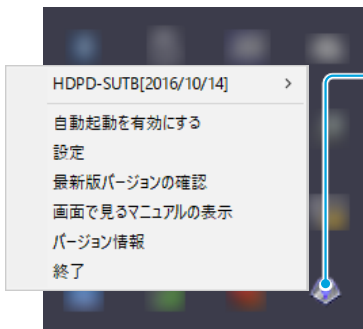 HDPD-SUTB[2016/10/14]
自動起動を有効にする
設定
最新版バージョンの確認
画面で見るマニュアルの表示
バージョン情報
終了